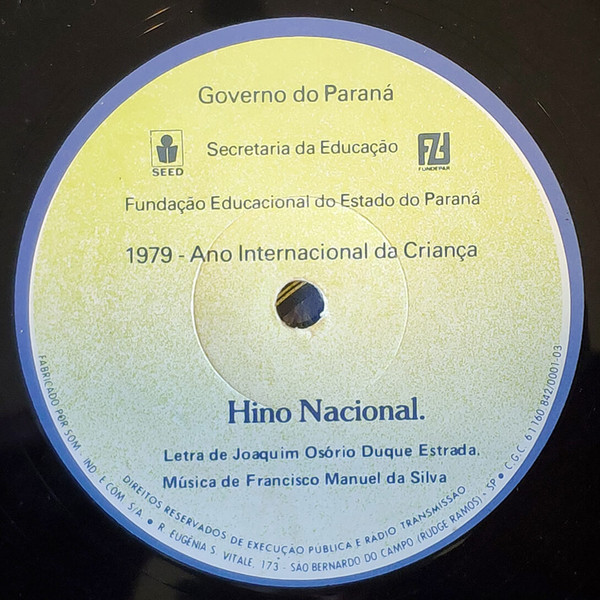 Governo do Paraná
SEED
Secretaria da Educação
FUNDEPAR
Fundação Educacional do Estado do Paraná
1979 - Ano Internacional da Criança
Hino Nacional.
Letra de Joaquim Osório Duque Estrada.
Música de Francisco Manuel da Silva
DIREITOS RESERVADOS DE EXECUÇÃO PUBLICA E RADIO TRANSMISSÃO
FABRICADO POR SOM. IND. E COM. S/A. • R. EUGÊNIA S. VITALE, 173 - SÃO BERNARDO DO CAMPO (RUDGE RAMOS) - SP • C.G.C. 61160 842/0001-03